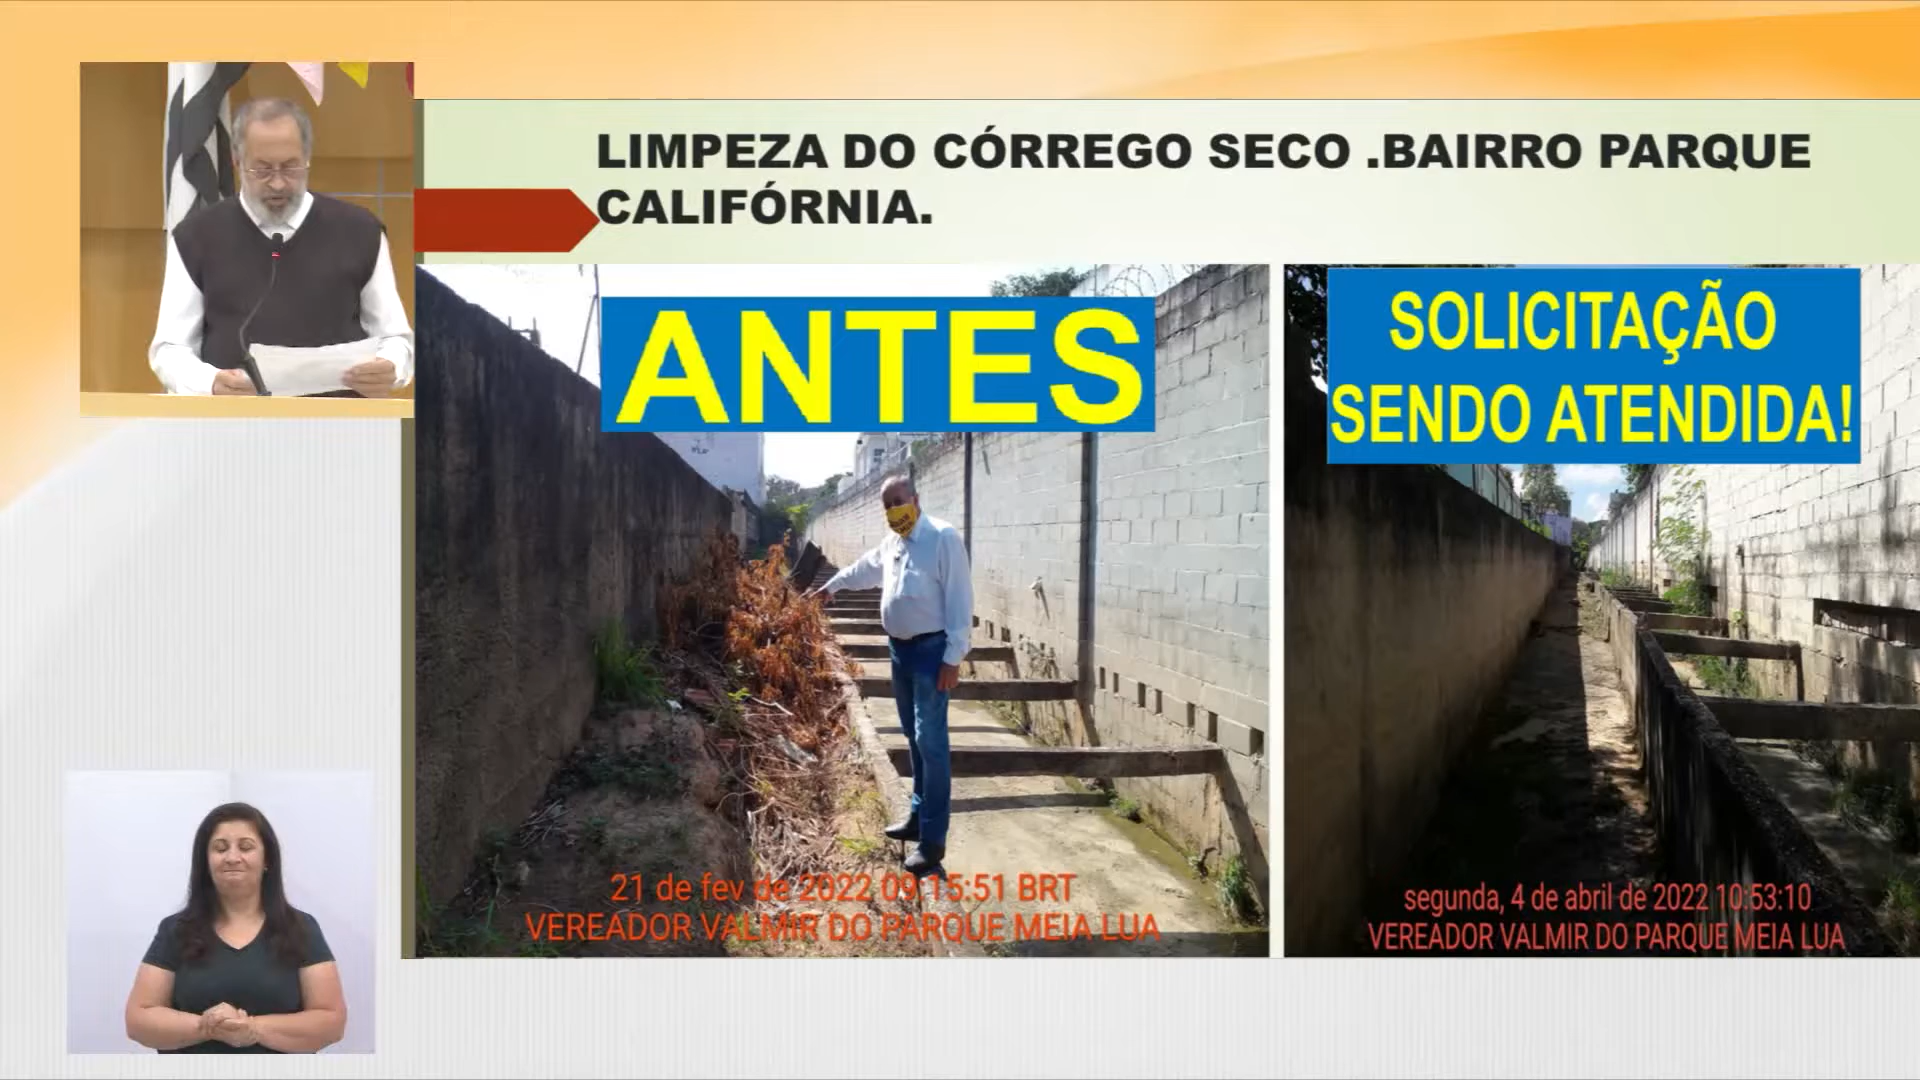 LIMPEZA DO CÓRREGO SECO .BAIRRO PARQUE
CALIFÓRNIA.
ANTES
SOLICITAÇÃO
SENDO ATENDIDA!
21 de fev de 2022 09:15:51 BRT
VEREADOR VALMIR DO PARQUE MEIA LUA
segunda, 4 de abril de 2022 10:53:10
VEREADOR VALMIR DO PARQUE MEIA LUA